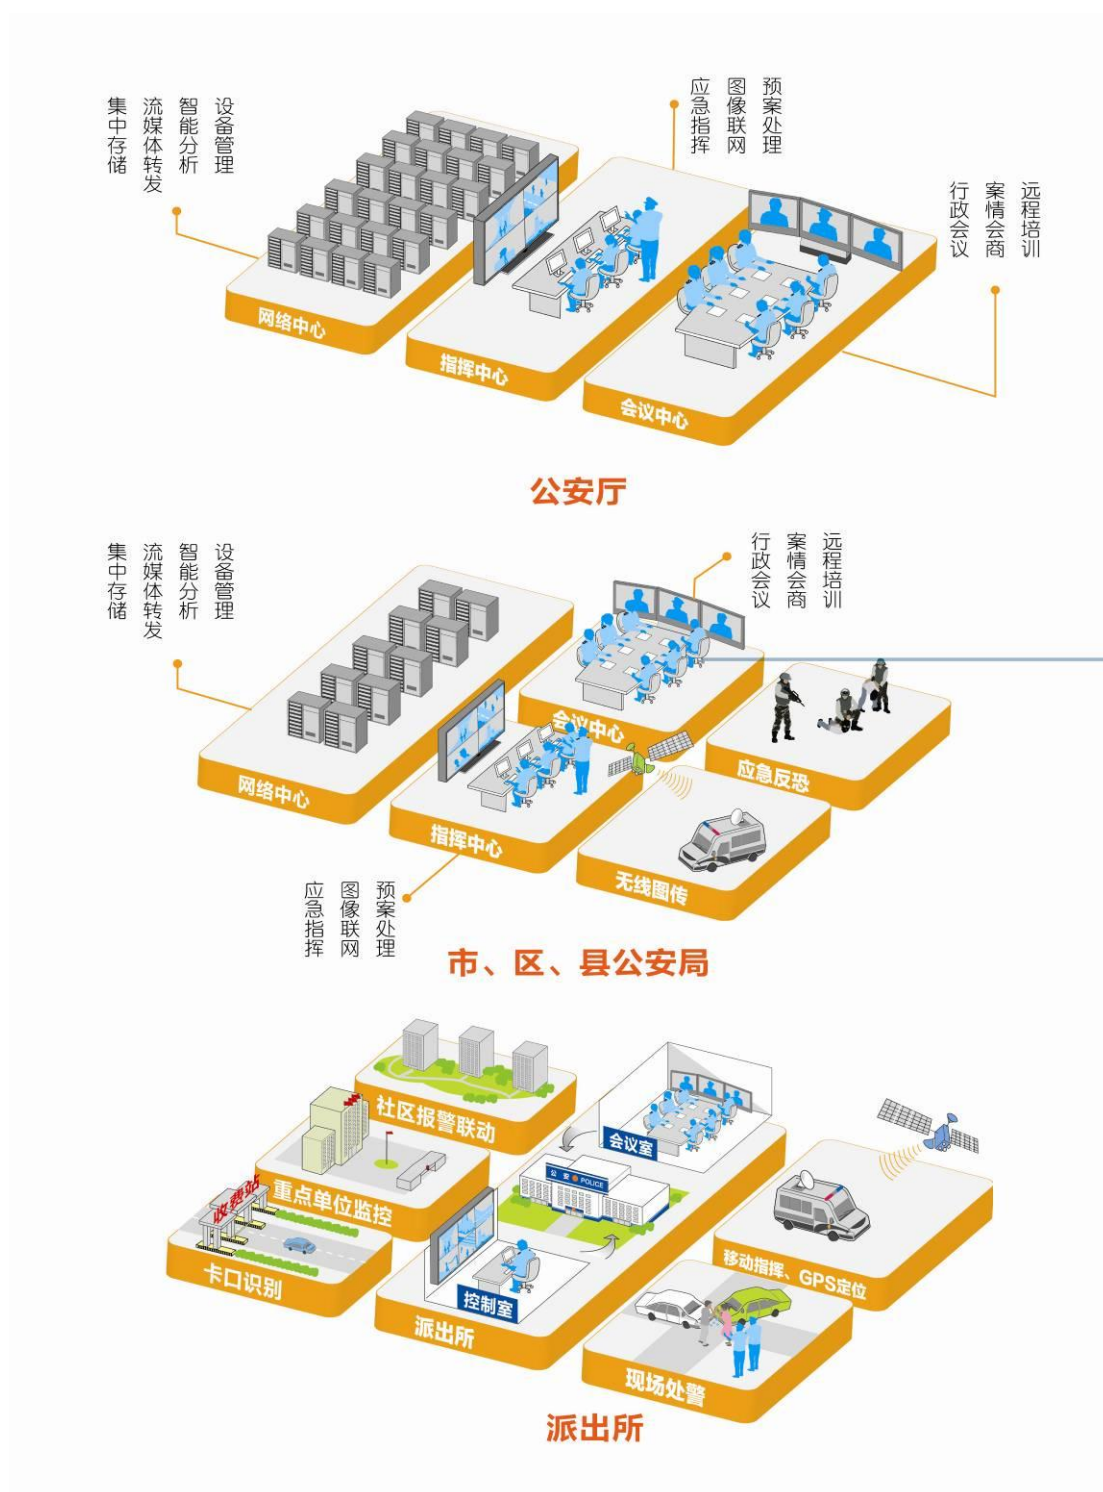 设备管理
智能分析
流媒体转发
集中存储
预案处理
图像联网
应急指挥
远程培训
案情会商
行政会议
网络中心
指挥中心
会议中心
公安厅
设备管理
智能分析
流媒体转发
集中存储
远程培训
案情会商
行政会议
会议中心
网络中心
应急反恐
指挥中心
无线图传
预案处理
图像联网
应急指挥
市、区、县公安局
社区报警联动
会议室
公安 POLICE
重点单位监控
收费站
卡口识别
移动指挥、GPS定位
控制室
派出所
现场处警
派出所